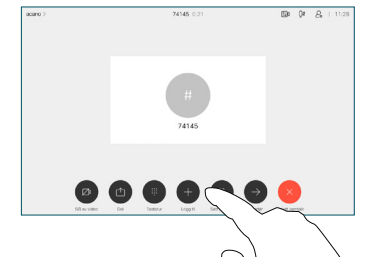 acano >
74145 0:21
11:28
#
74145
Slå av video
Del
Tastatur
Legg til